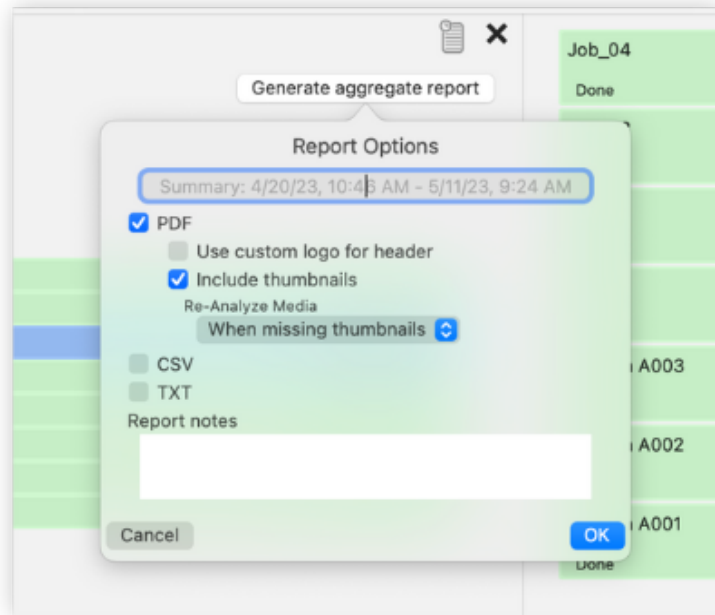 Job_04
Generate aggregate report
Done
Report Options
Summary: 4/20/23, 10:46 AM - 5/11/23, 9:24 AM
PDF
Use custom logo for header
Include thumbnails
Re-Analyze Media
When missing thumbnails
CSV
A003
TXT
Report notes
A002
Cancel
OK
A001
Done